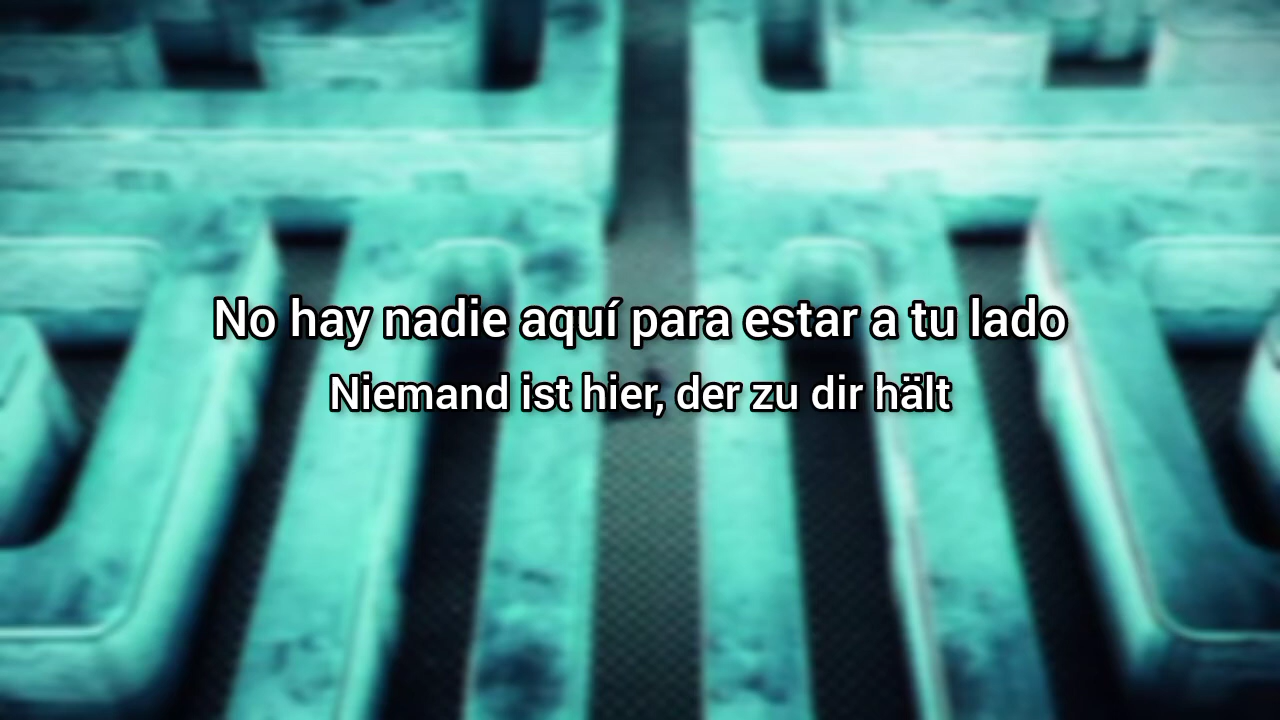 No hay nadie aquí para estar a tu lado
Niemand ist hier, der zu dir hält